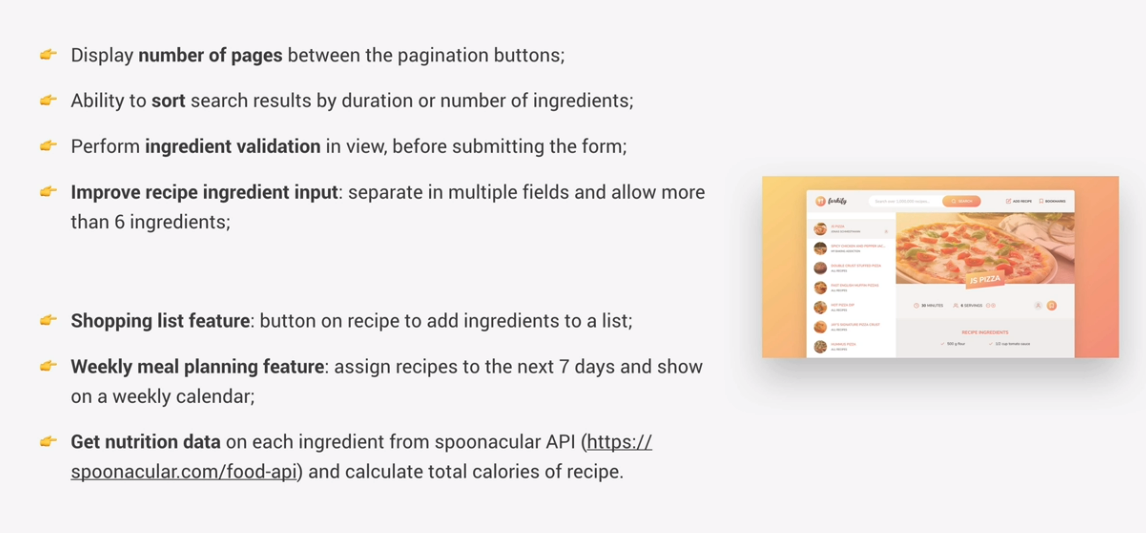 Display number of pages between the pagination buttons;
Ability to sort search results by duration or number of ingredients;
Perform ingredient validation in view, before submitting the form;
Improve recipe ingredient input: separate in multiple fields and allow more
than 6 ingredients;
Shopping list feature: button on recipe to add ingredients to a list;
Weekly meal planning feature: assign recipes to the next 7 days and show
on a weekly calendar;
Get nutrition data on each ingredient from spoonacular API (https://
spoonacular.com/food-api) and calculate total calories of recipe.
forkify
SEARCH
ADD RECIPE
BOOKMARKS
IS PIZZA
MINUTES
SERVINGS
RECIPE INGREDIENTS